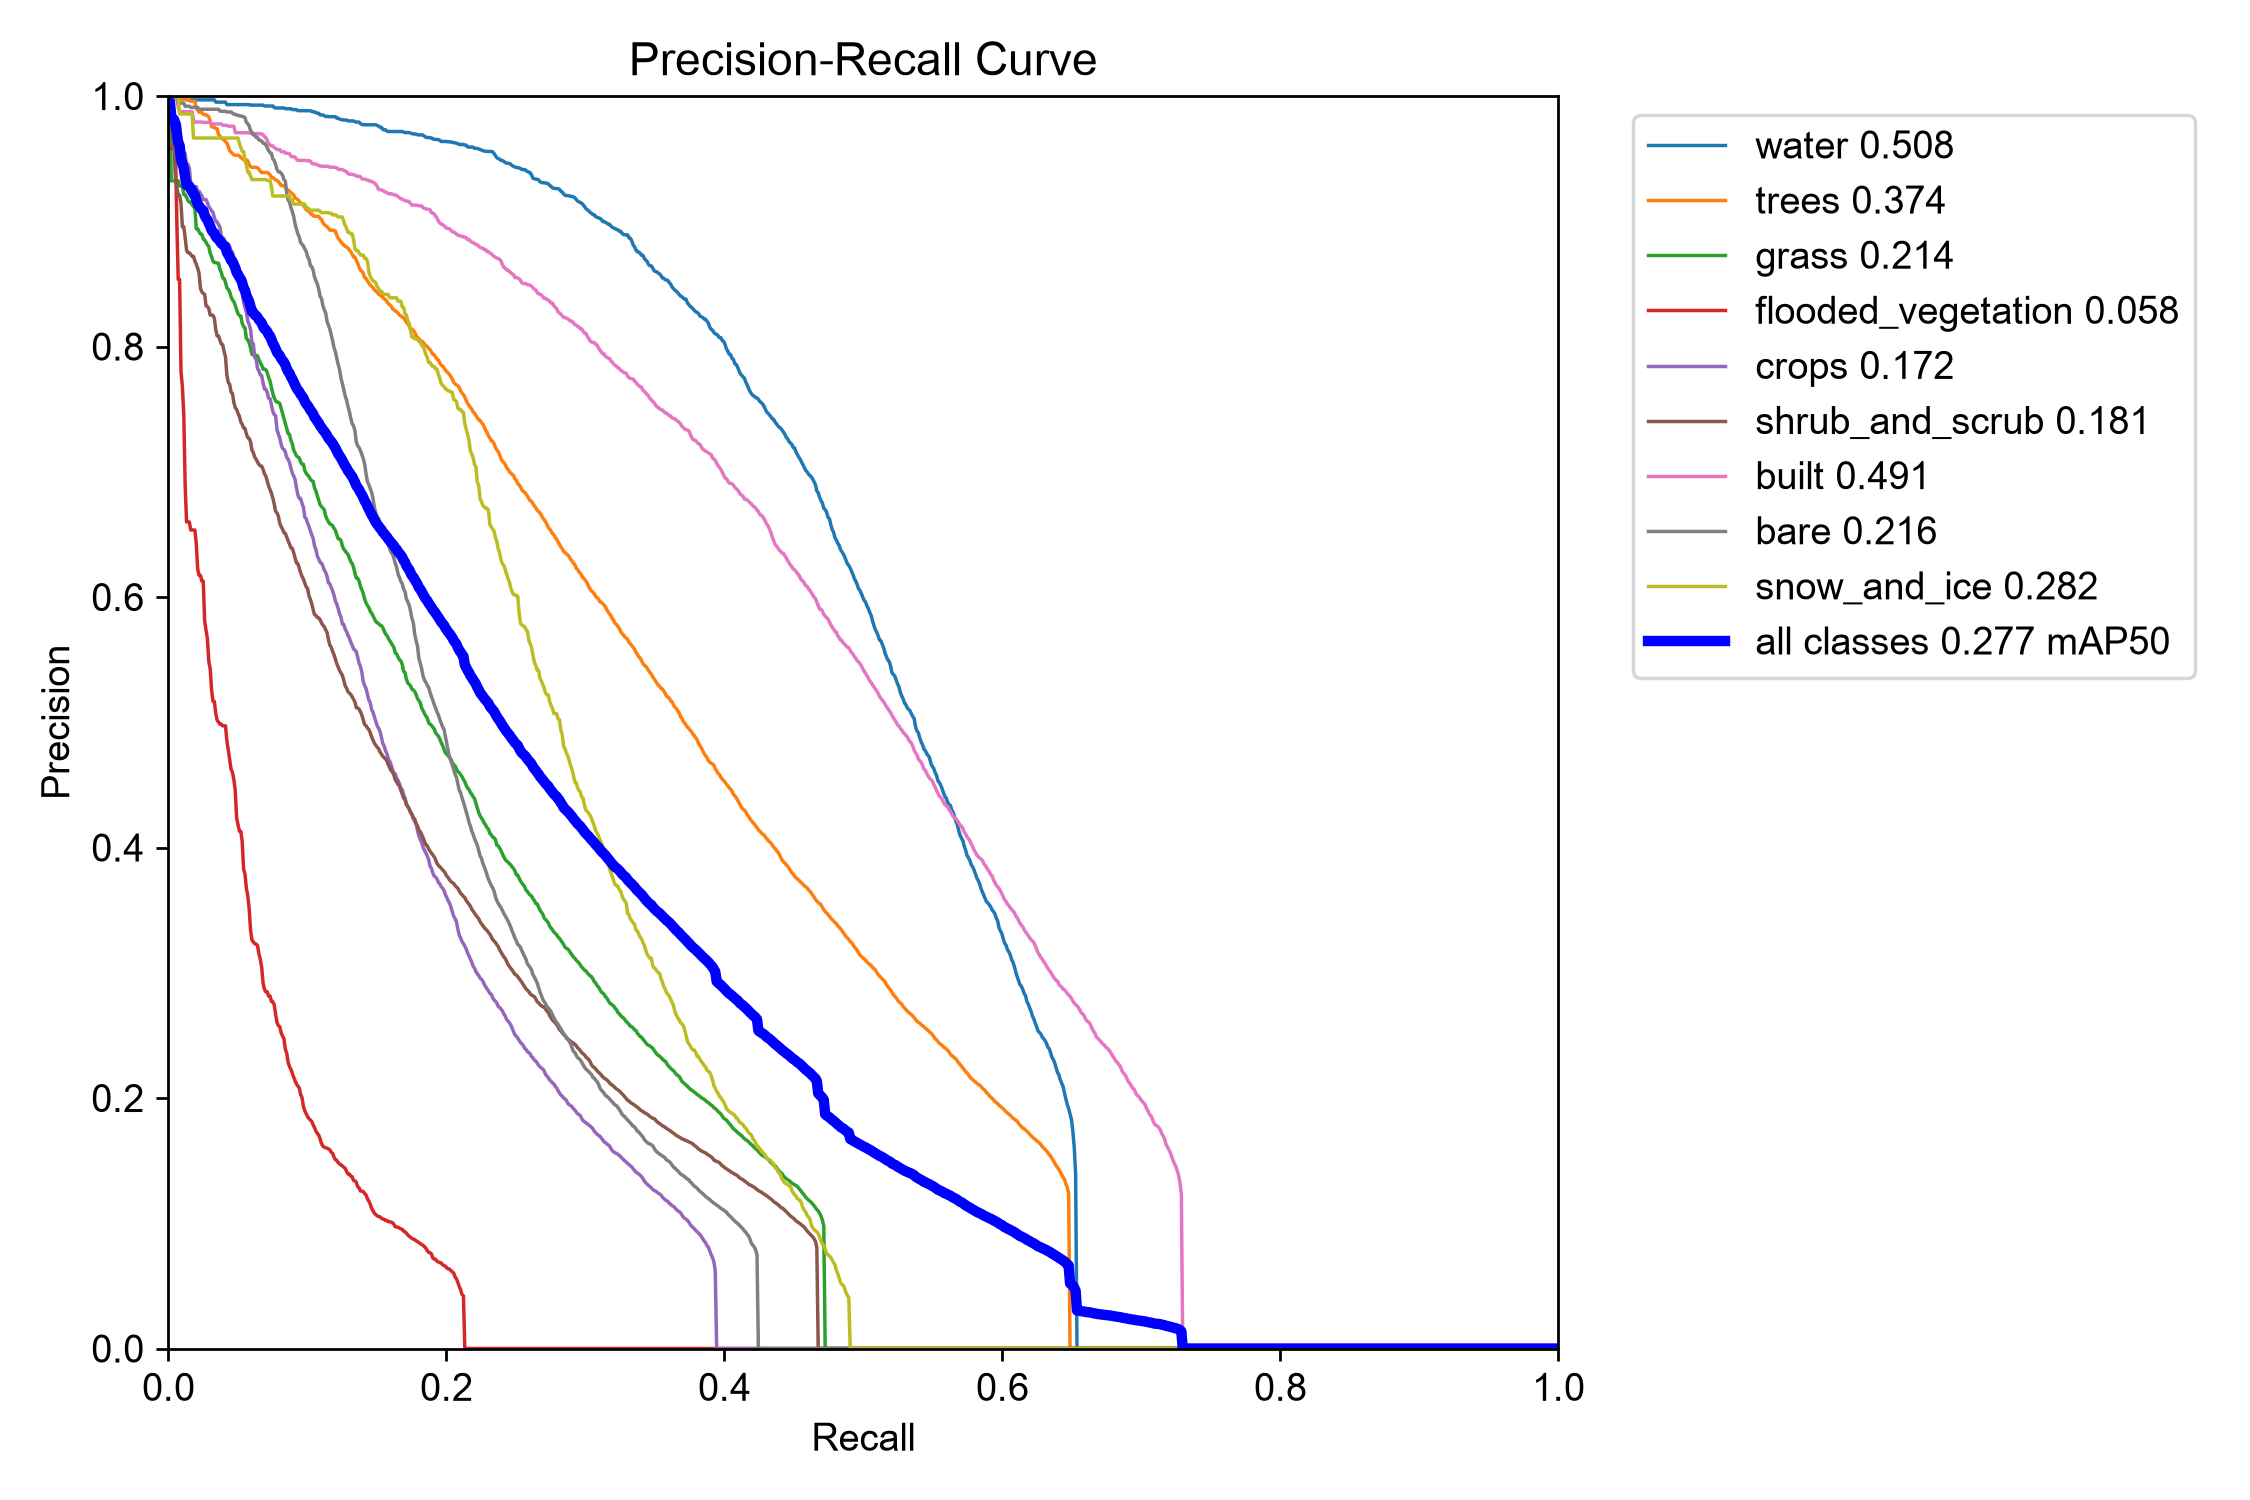 Precision-Recall Curve
1.0
0.8
0.6
0.4
0.2
0.0
Precision
0.0 0.2 0.4 0.6 0.8 1.0
Recall
water 0.508
trees 0.374
grass 0.214
flooded_vegetation 0.058
crops 0.172
shrub_and_scrub 0.181
built 0.491
bare 0.216
snow_and_ice 0.282
all classes 0.277 mAP50